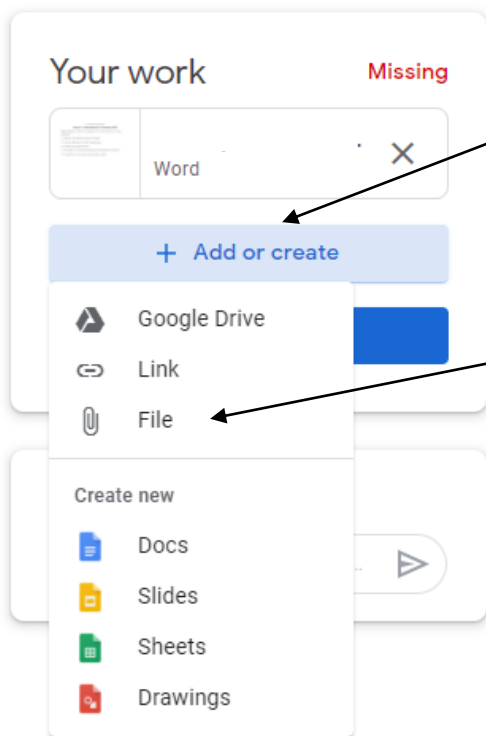 Your work Missing
Word
+ Add or create
Google Drive
Link
File
Create new
Docs
Slides
Sheets
Drawings